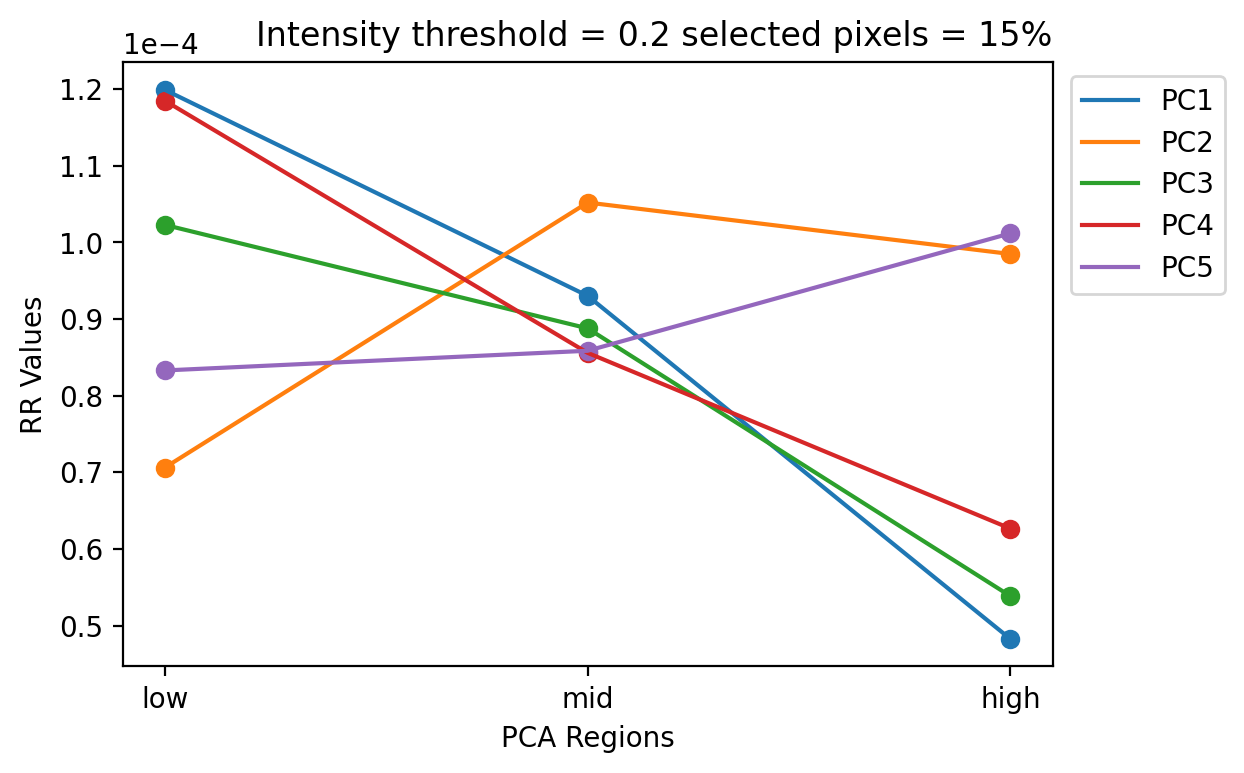 Intensity threshold = 0.2 selected pixels = 15%
1e−4
1.2
1.1
1.0
0.9
0.8
0.7
0.6
0.5
RR Values
low
mid
high
PCA Regions
PC1
PC2
PC3
PC4
PC5